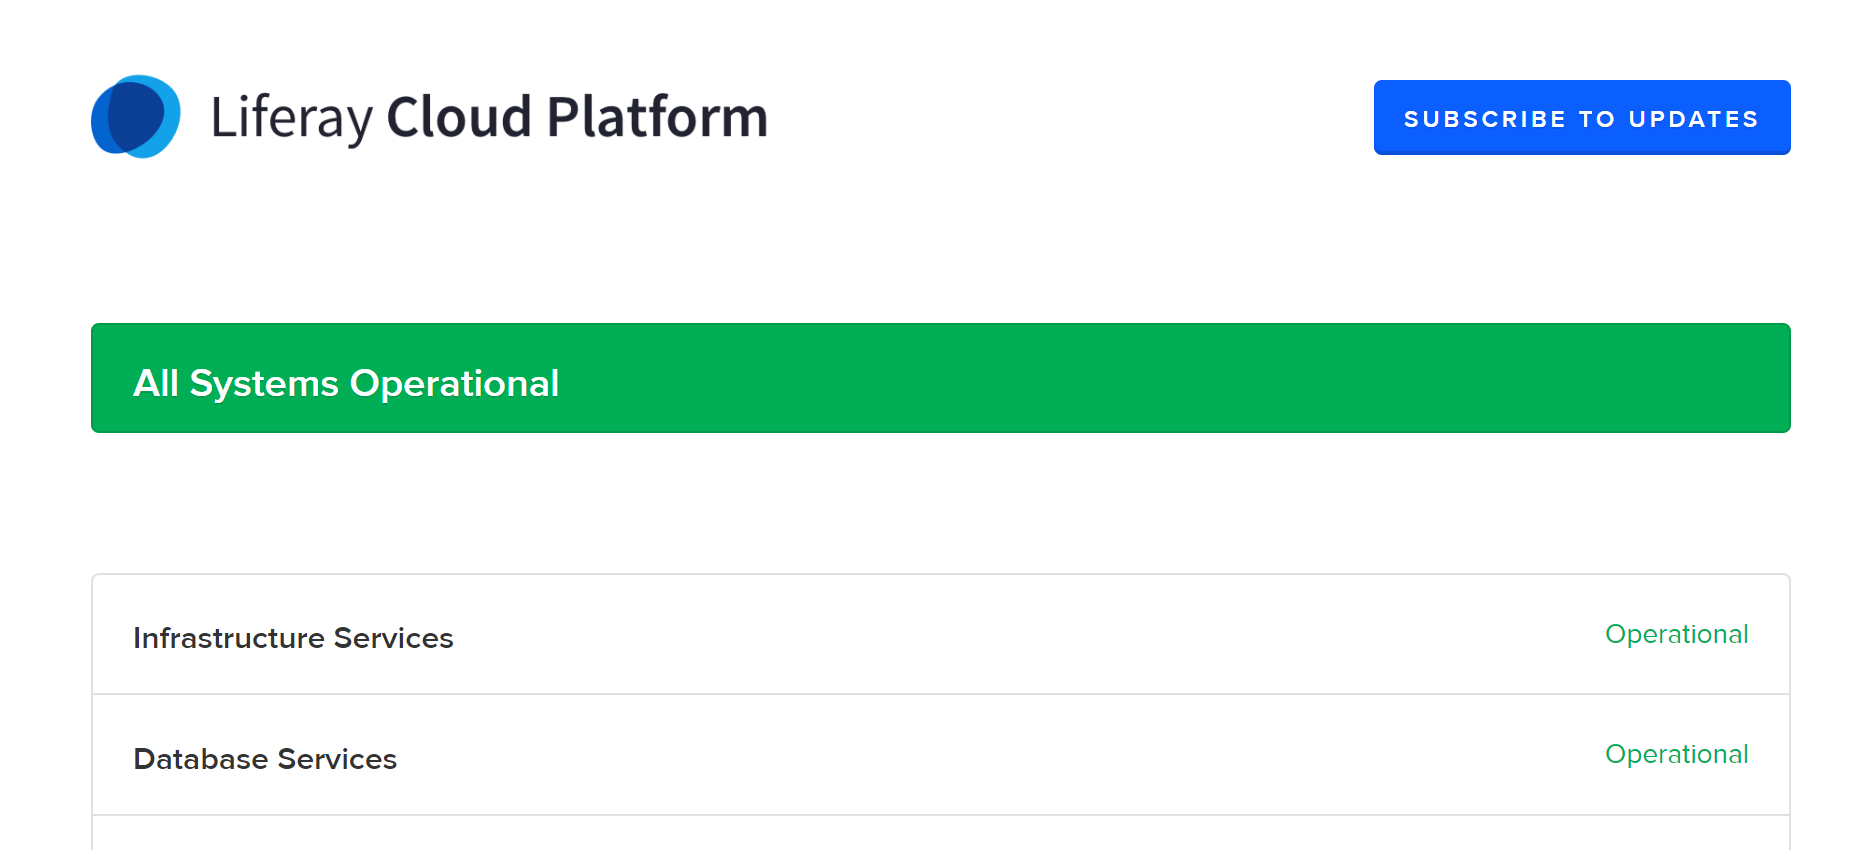 Liferay Cloud Platform
SUBSCRIBE TO UPDATES
All Systems Operational
Infrastructure Services
Operational
Database Services
Operational